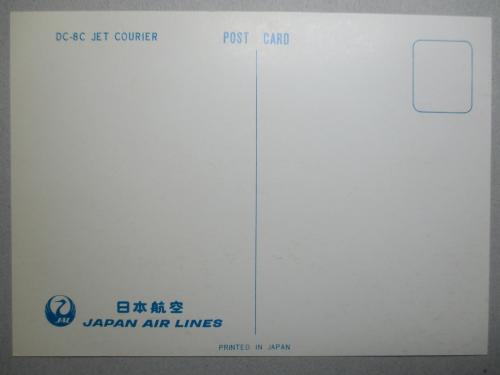 DC-8C JET COURIER
POST CARD
日本航空
JAL
JAPAN AIR LINES
PRINTED IN JAPAN